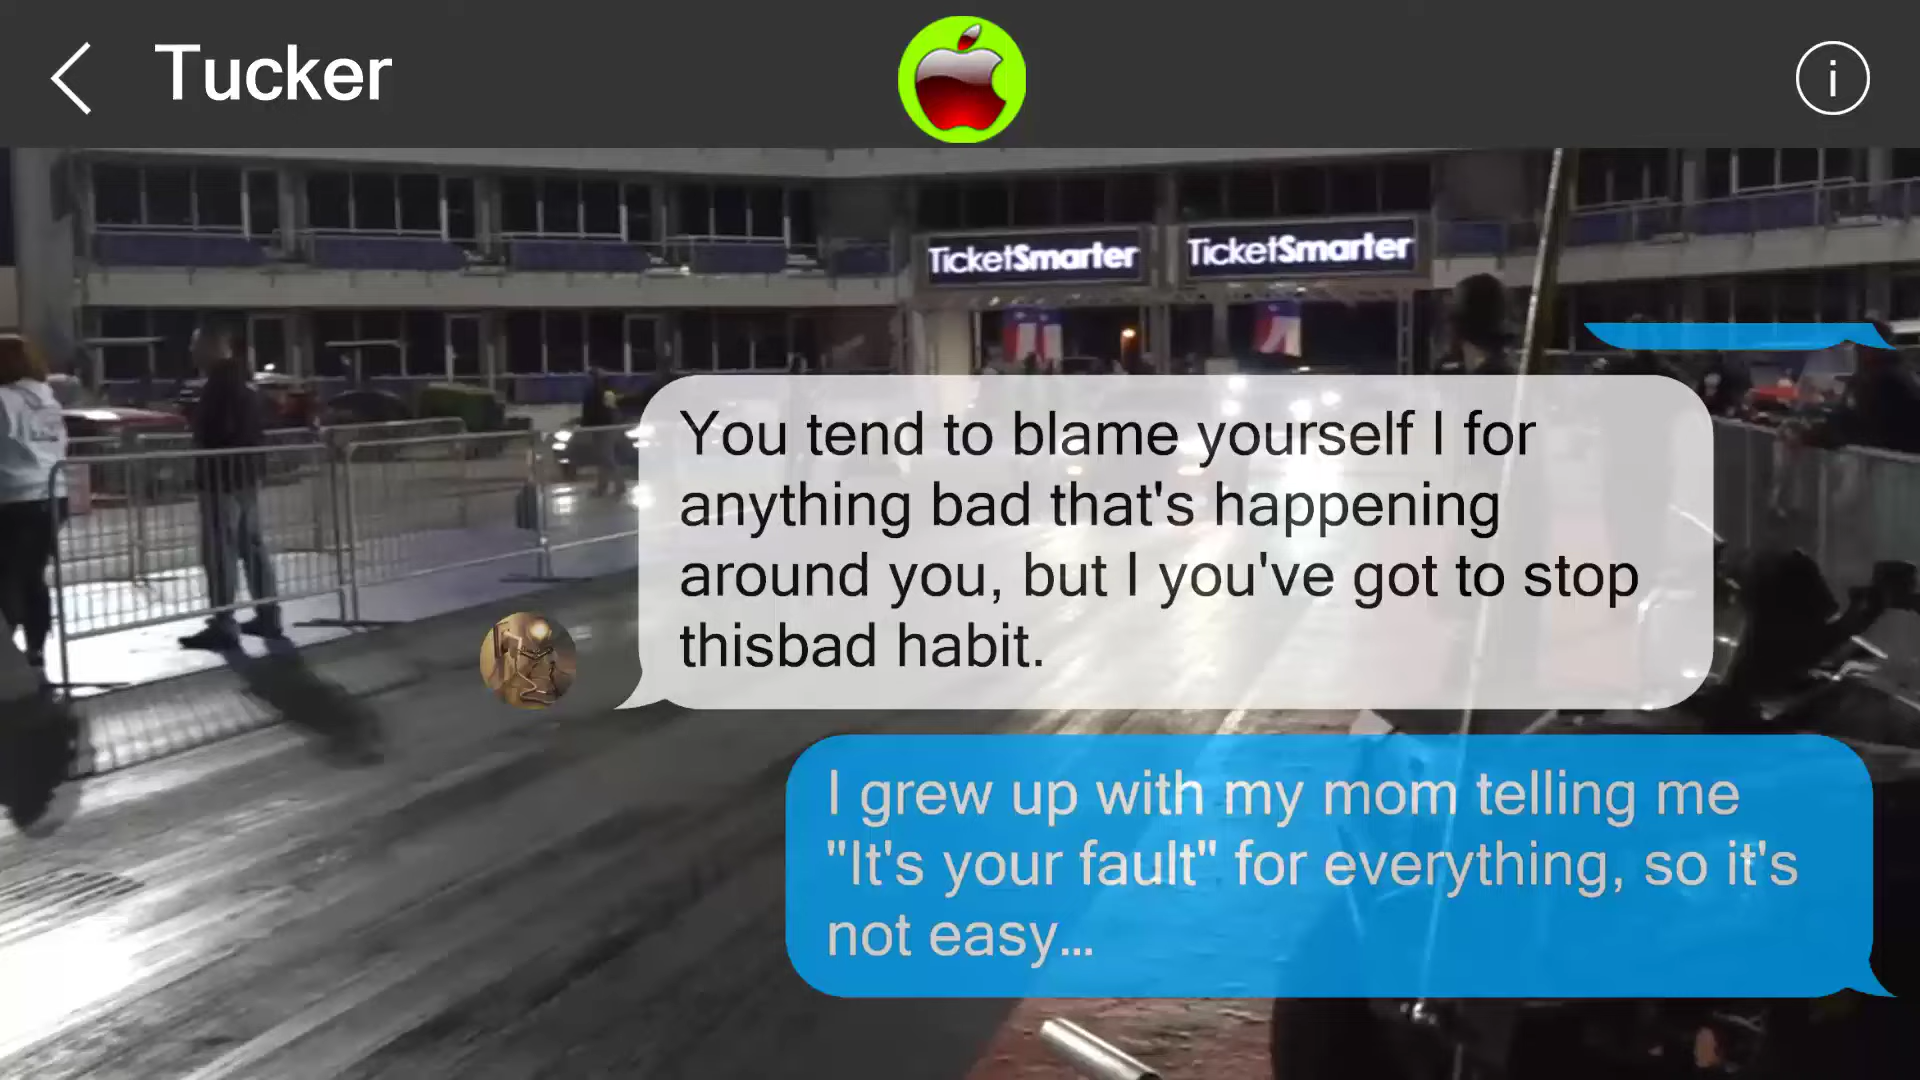 Tucker
i
TicketSmarter TicketSmarter
You tend to blame yourself I for
anything bad that's happening
around you, but I you've got to stop
thisbad habit.
I grew up with my mom telling me
"It's your fault" for everything, so it's
not easy...